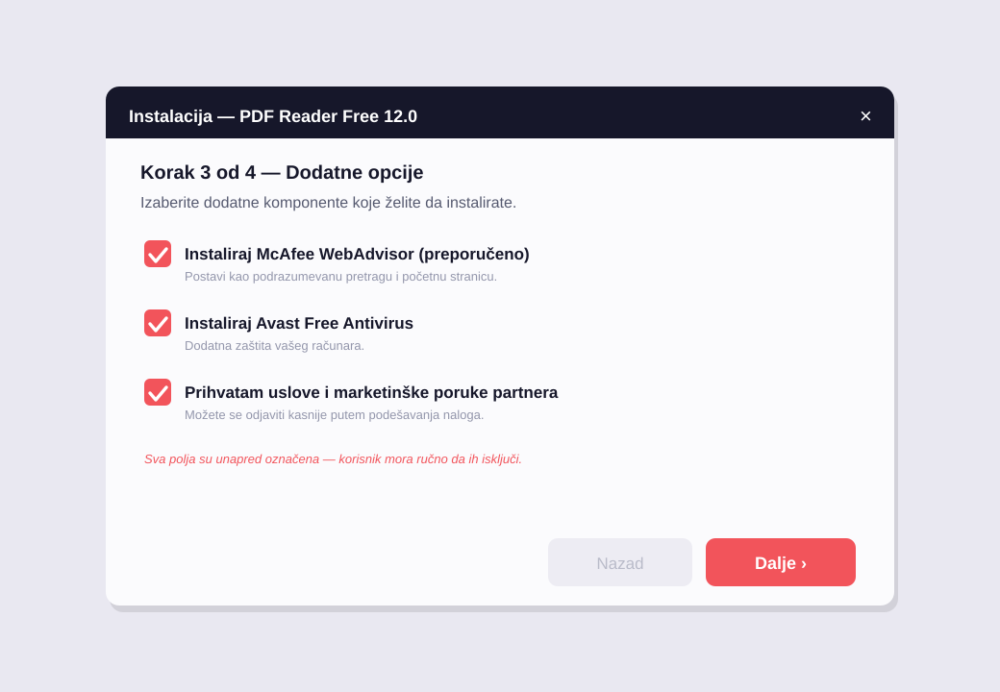 Instalacija — PDF Reader Free 12.0 ×
Korak 3 od 4 — Dodatne opcije
Izaberite dodatne komponente koje želite da instalirate.
Instaliraj McAfee WebAdvisor (preporučeno)
Postavi kao podrazumevanu pretragu i početnu stranicu.
Instaliraj Avast Free Antivirus
Dodatna zaštita vašeg računara.
Prihvatam uslove i marketinške poruke partnera
Možete se odjaviti kasnije putem podešavanja naloga.
Sva polja su unapred označena — korisnik mora ručno da ih isključi.
Nazad
Dalje ›